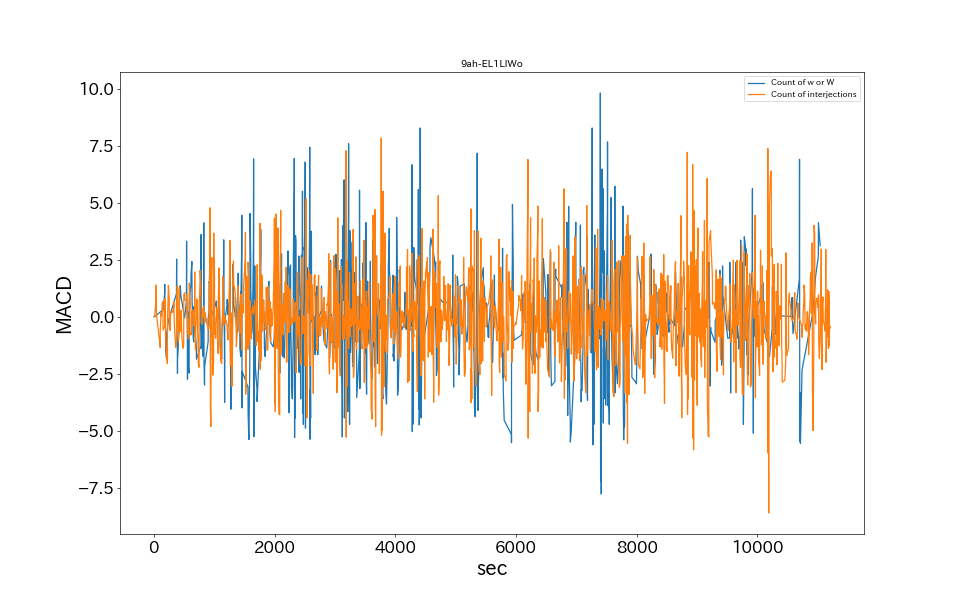 9ah-EL1LIWo
Count of w or W
Count of interjections
10.0
7.5
5.0
2.5
0.0
−2.5
−5.0
−7.5
MACD
0 2000 4000 6000 8000 10000
sec